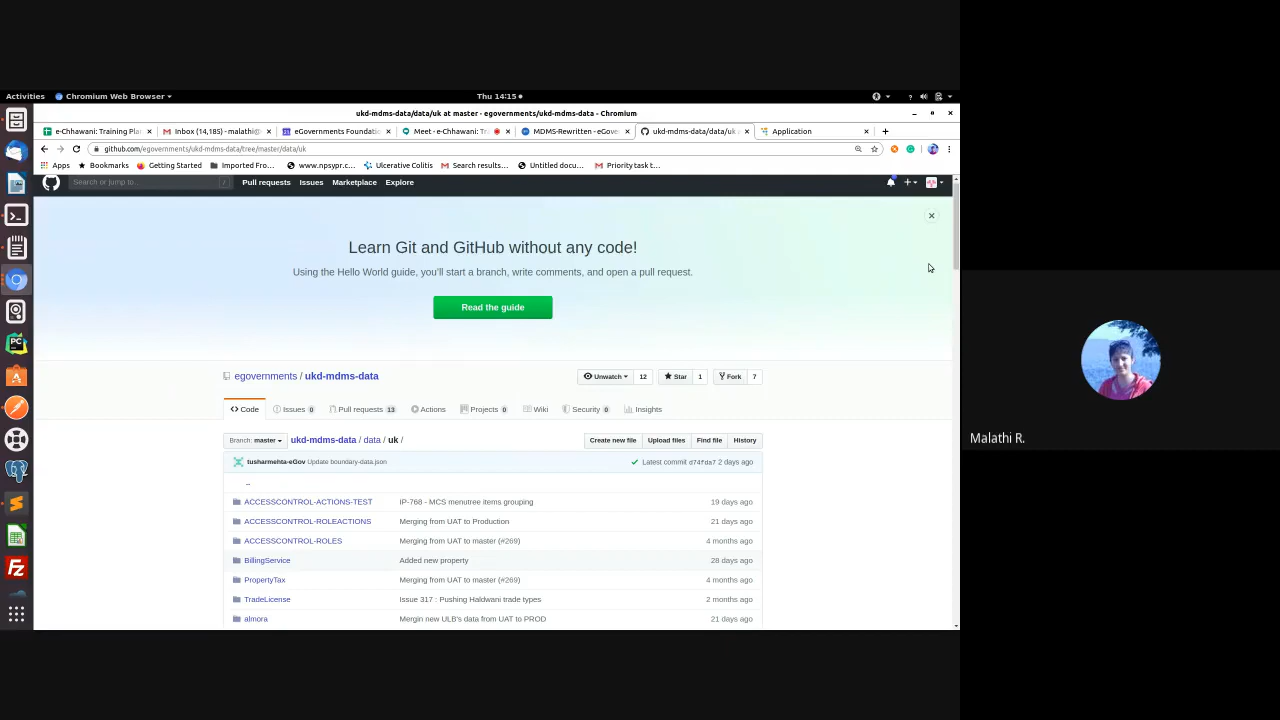 Activities Chromium Web Browser Thu 14:15
ukd-mdms-data/data/uk at master · egovernments/ukd-mdms-data - Chromium
e-Chhawani: Training Pla Inbox (14,185) - malathi@ eGovernments Foundatio Meet - e-Chhawani: Tra MDMS-Rewritten - eGove ukd-mdms-data/data/uk Application
github.com/egovernments/ukd-mdms-data/tree/master/data/uk
Apps Bookmarks Getting Started Imported Fro... www.npsypr.c... Ulcerative Colitis Search results... Untitled docu... Priority task t...
Search or jump to... / Pull requests Issues Marketplace Explore
Learn Git and GitHub without any code!
Using the Hello World guide, you'll start a branch, write comments, and open a pull request.
Read the guide
egovernments / ukd-mdms-data Unwatch 12 Star 1 Fork 7
Code Issues 0 Pull requests 13 Actions Projects 0 Wiki Security 0 Insights
Branch: master ukd-mdms-data / data / uk / Create new file Upload files Find file History
tusharmehta-eGov Update boundary-data.json Latest commit d74fda7 2 days ago
..
ACCESSCONTROL-ACTIONS-TEST IP-768 - MCS menutree items grouping 19 days ago
ACCESSCONTROL-ROLEACTIONS Merging from UAT to Production 21 days ago
ACCESSCONTROL-ROLES Merging from UAT to master (#269) 4 months ago
BillingService Added new property 28 days ago
PropertyTax Merging from UAT to master (#269) 4 months ago
TradeLicense Issue 317 : Pushing Haldwani trade types 2 months ago
almora Mergin new ULB's data from UAT to PROD 21 days ago
Malathi R.